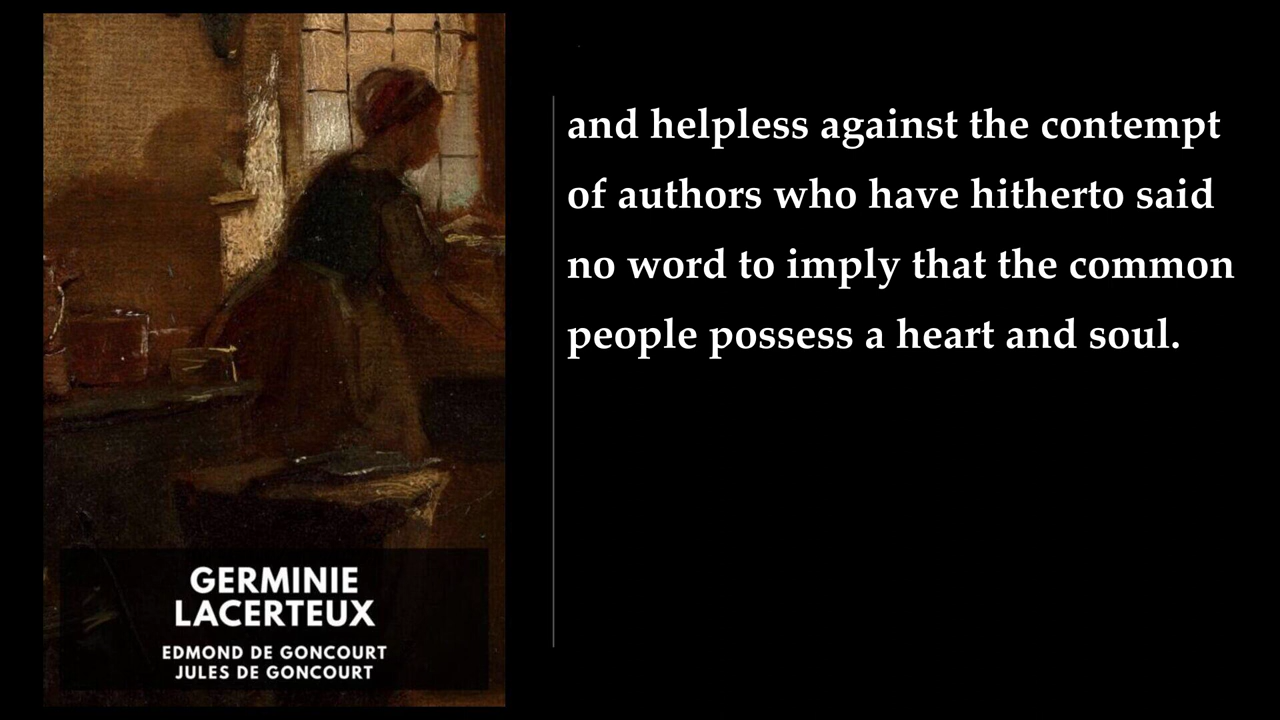 and helpless against the contempt
of authors who have hitherto said
no word to imply that the common
people possess a heart and soul.
GERMINIE
LACERTEUX
EDMOND DE GONCOURT
JULES DE GONCOURT